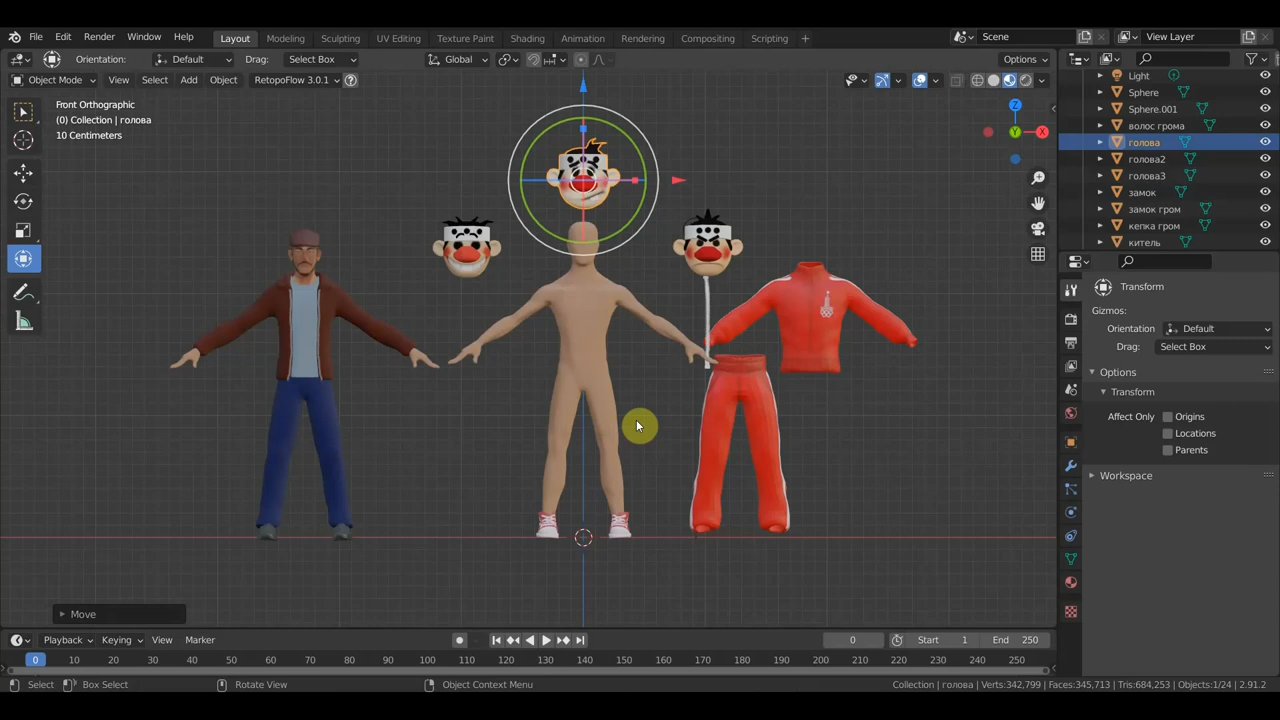 File Edit Render Window Help Layout Modeling Sculpting UV Editing Texture Paint Shading Animation Rendering Compositing Scripting + Scene View Layer
Orientation: Default Drag: Select Box Global Options
Object Mode View Select Add Object RetopoFlow 3.0.1
Front Orthographic
(0) Collection | голова
10 Centimeters
Z
X
Y
Light
Sphere
Sphere.001
волос грома
голова
голова2
голова3
замок
замок гром
кепка гром
китель
Transform
Gizmos:
Orientation Default
Drag: Select Box
Options
Transform
Affect Only Origins
Locations
Parents
Workspace
Move
Playback Keying View Marker 0 Start 1 End 250
0 10 20 30 40 50 60 70 80 90 100 110 120 130 140 150 160 170 180 190 200 210 220 230 240 250
Select Box Select Rotate View Object Context Menu Collection | голова | Verts:342,799 | Faces:345,713 | Tris:684,253 | Objects:1/24 | 2.91.2